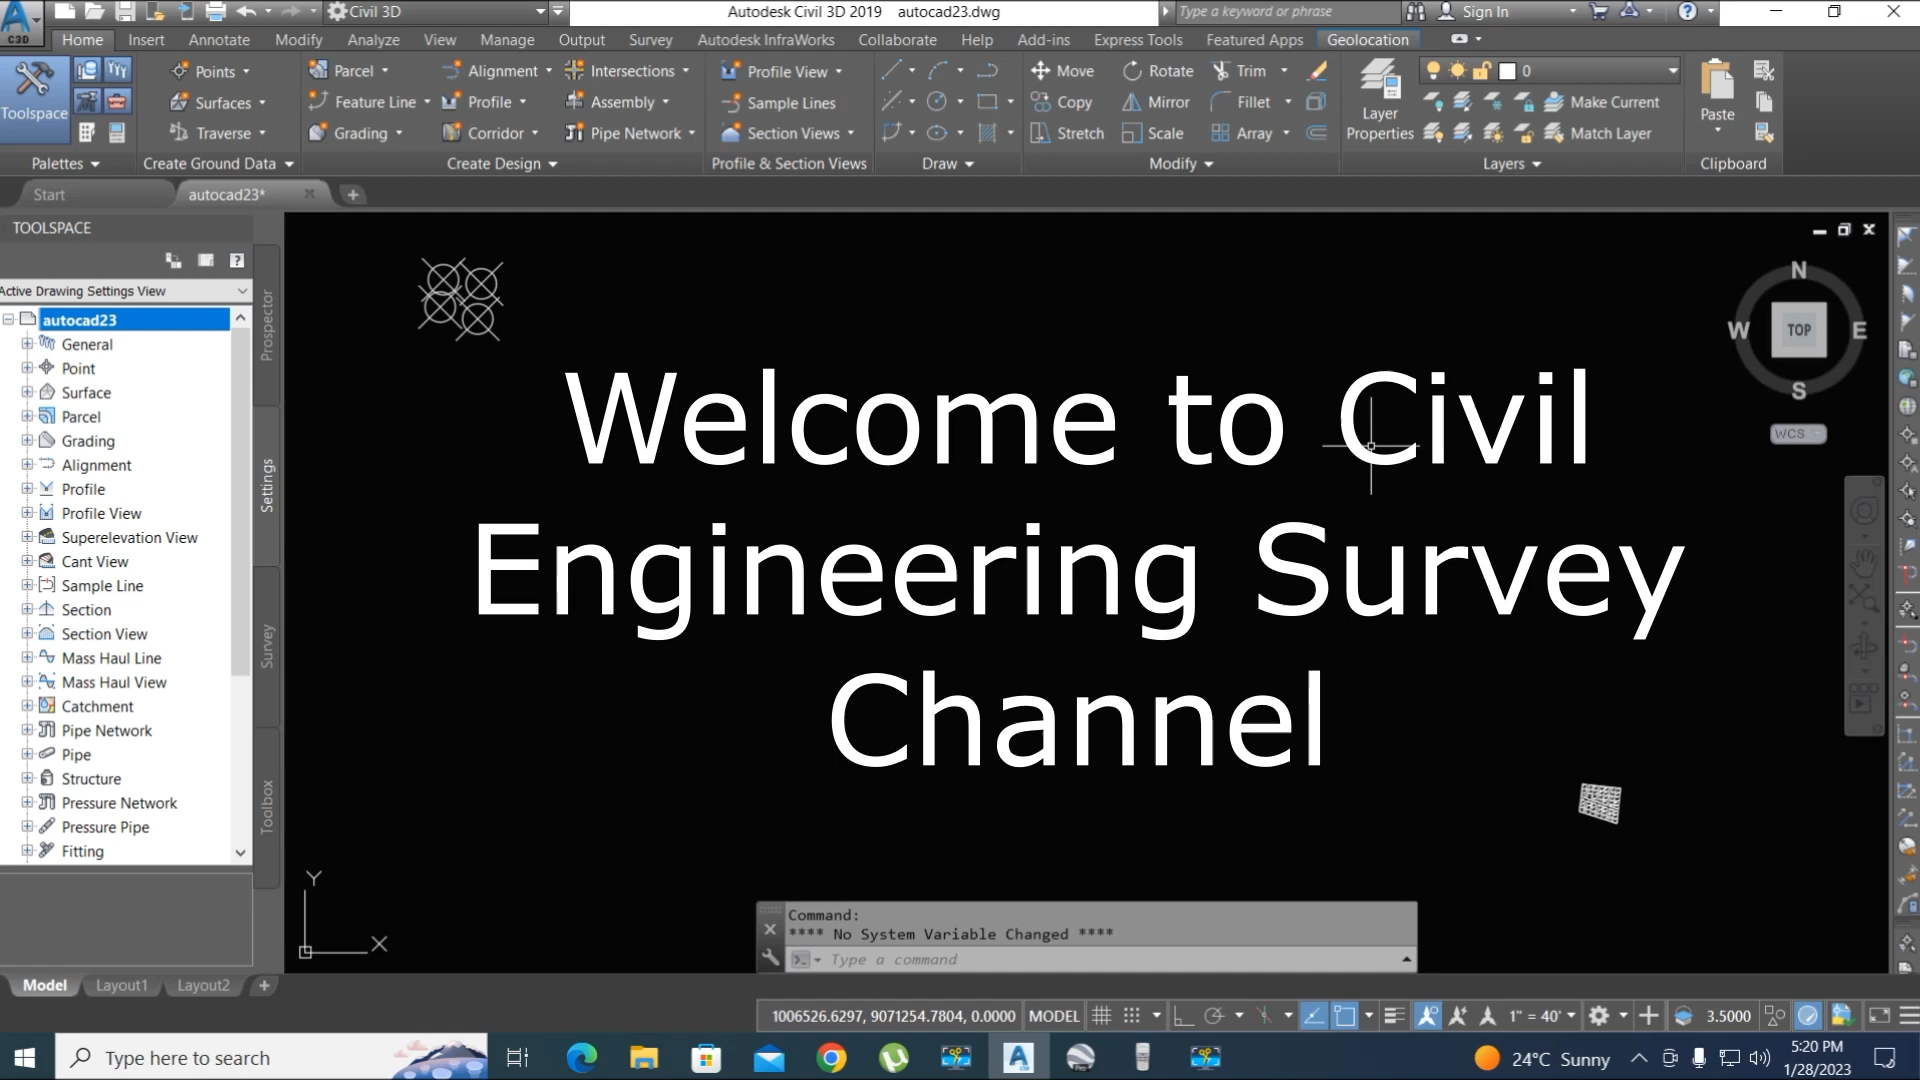 Civil 3D
Autodesk Civil 3D 2019 autocad23.dwg
Type a keyword or phrase
Sign In
C3D
Home Insert Annotate Modify Analyze View Manage Output Survey Autodesk InfraWorks Collaborate Help Add-ins Express Tools Featured Apps Geolocation
Toolspace
Points
Surfaces
Traverse
Parcel
Feature Line
Grading
Alignment
Profile
Corridor
Intersections
Assembly
Pipe Network
Profile View
Sample Lines
Section Views
Move
Copy
Stretch
Rotate
Mirror
Scale
Trim
Fillet
Array
Layer
Properties
0
Make Current
Match Layer
Paste
Palettes
Create Ground Data
Create Design
Profile & Section Views
Draw
Modify
Layers
Clipboard
Start
autocad23*
TOOLSPACE
Active Drawing Settings View
autocad23
General
Point
Surface
Parcel
Grading
Alignment
Profile
Profile View
Superelevation View
Cant View
Sample Line
Section
Section View
Mass Haul Line
Mass Haul View
Catchment
Pipe Network
Pipe
Structure
Pressure Network
Pressure Pipe
Fitting
Prospector
Settings
Survey
Toolbox
N
W
TOP
E
S
WCS
Welcome to Civil
Engineering Survey
Channel
Y
X
Command:
**** No System Variable Changed ****
Type a command
Model
Layout1
Layout2
1006526.6297, 9071254.7804, 0.0000
MODEL
1" = 40'
3.5000
Type here to search
24°C Sunny
5:20 PM
1/28/2023